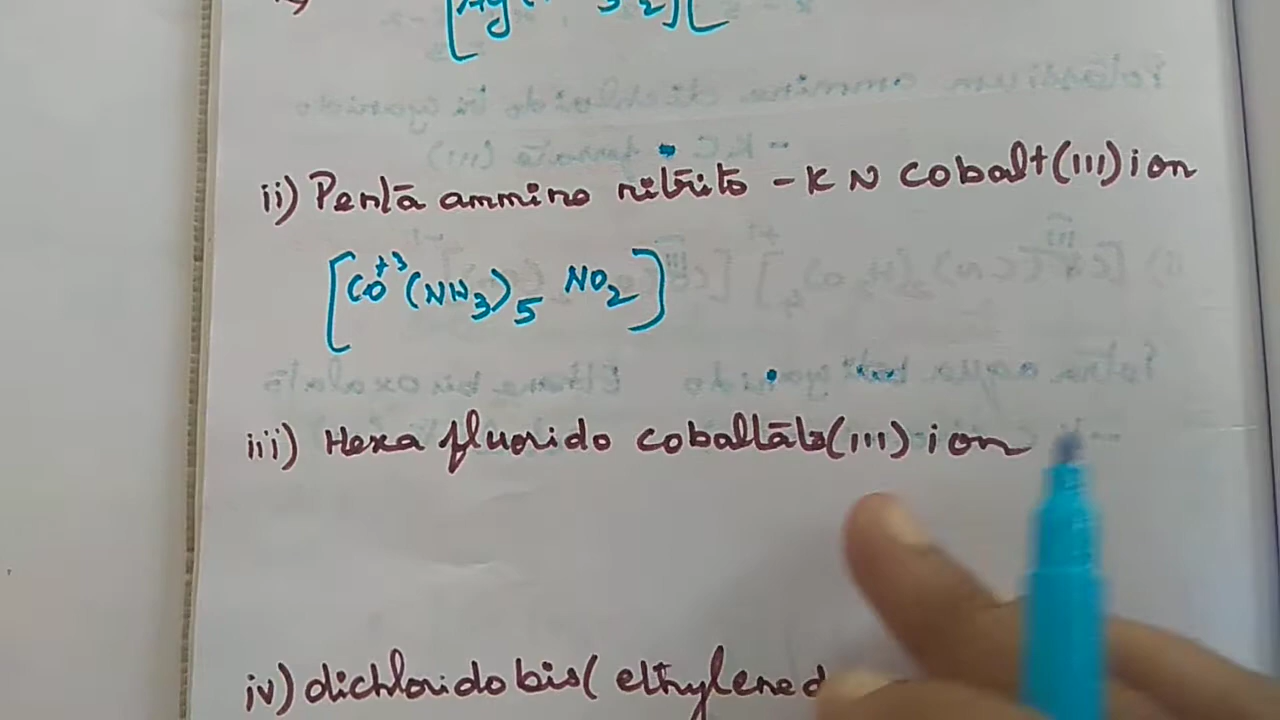 ii) Penta ammine nitrito - K N cobalt (III) ion
[Co+3(NH3)5 NO2]
iii) Hexa fluorido cobaltate(III) ion
iv) dichlorido bis( ethylened